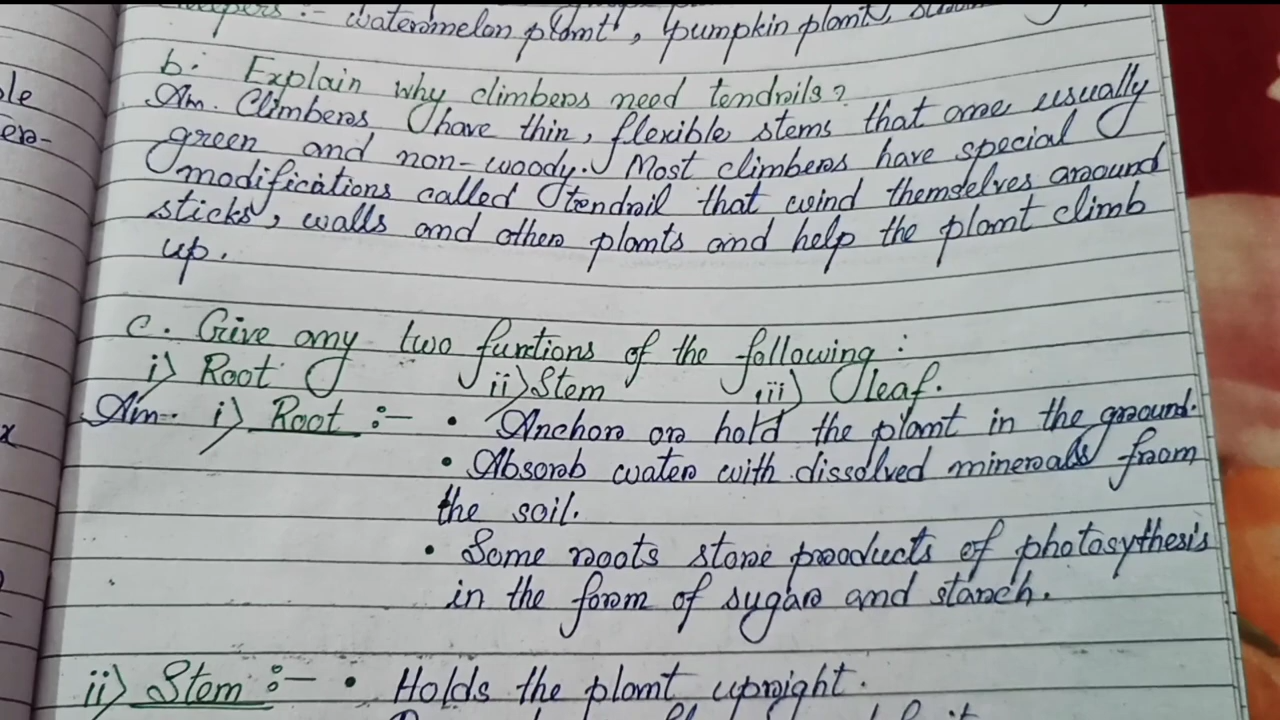 :- watermelon plant, pumpkin plant,
b. Explain why climbers need tendrils?
Ans. Climbers have thin, flexible stems that are usually
green and non-woody. Most climbers have special
modifications called tendril that wind themselves around
sticks, walls and other plants and help the plant climb
up.
c. Give any two functions of the following:
i) Root ii) Stem iii) leaf.
Ans. i) Root :- • Anchor or hold the plant in the ground.
• Absorb water with dissolved minerals from
the soil.
• Some roots store products of photosythesis
in the form of sugar and starch.
ii) Stem :- • Holds the plant upright.